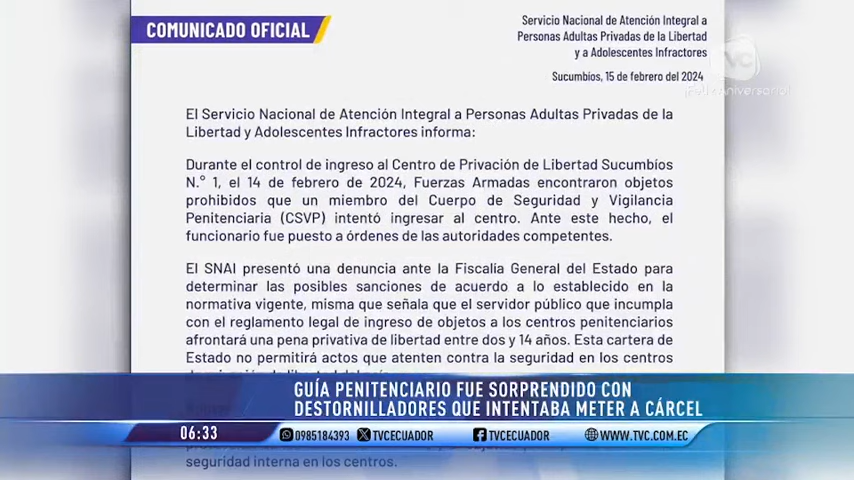 COMUNICADO OFICIAL
Servicio Nacional de Atención Integral a
Personas Adultas Privadas de la Libertad
y a Adolescentes Infractores
Sucumbíos, 15 de febrero del 2024
TVC
Aniversario!
El Servicio Nacional de Atención Integral a Personas Adultas Privadas de la
Libertad y Adolescentes Infractores informa:
Durante el control de ingreso al Centro de Privación de Libertad Sucumbíos
N.° 1, el 14 de febrero de 2024, Fuerzas Armadas encontraron objetos
prohibidos que un miembro del Cuerpo de Seguridad y Vigilancia
Penitenciaria (CSVP) intentó ingresar al centro. Ante este hecho, el
funcionario fue puesto a órdenes de las autoridades competentes.
El SNAI presentó una denuncia ante la Fiscalía General del Estado para
determinar las posibles sanciones de acuerdo a lo establecido en la
normativa vigente, misma que señala que el servidor público que incumpla
con el reglamento legal de ingreso de objetos a los centros penitenciarios
afrontará una pena privativa de libertad entre dos y 14 años. Esta cartera de
Estado no permitirá actos que atenten contra la seguridad en los centros
GUÍA PENITENCIARIO FUE SORPRENDIDO CON
DESTORNILLADORES QUE INTENTABA METER A CÁRCEL
06:33
0985184393
TVCECUADOR
TVCECUADOR
WWW.TVC.COM.EC
seguridad interna en los centros.